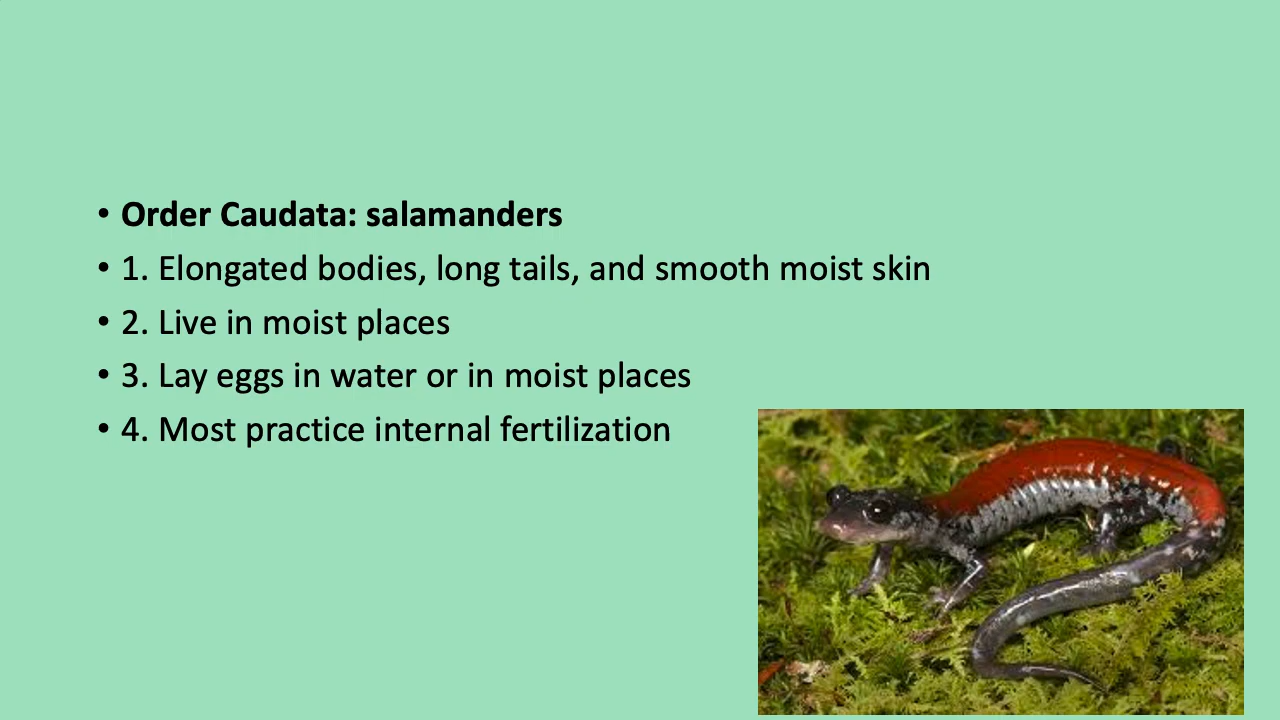 • Order Caudata: salamanders
• 1. Elongated bodies, long tails, and smooth moist skin
• 2. Live in moist places
• 3. Lay eggs in water or in moist places
• 4. Most practice internal fertilization